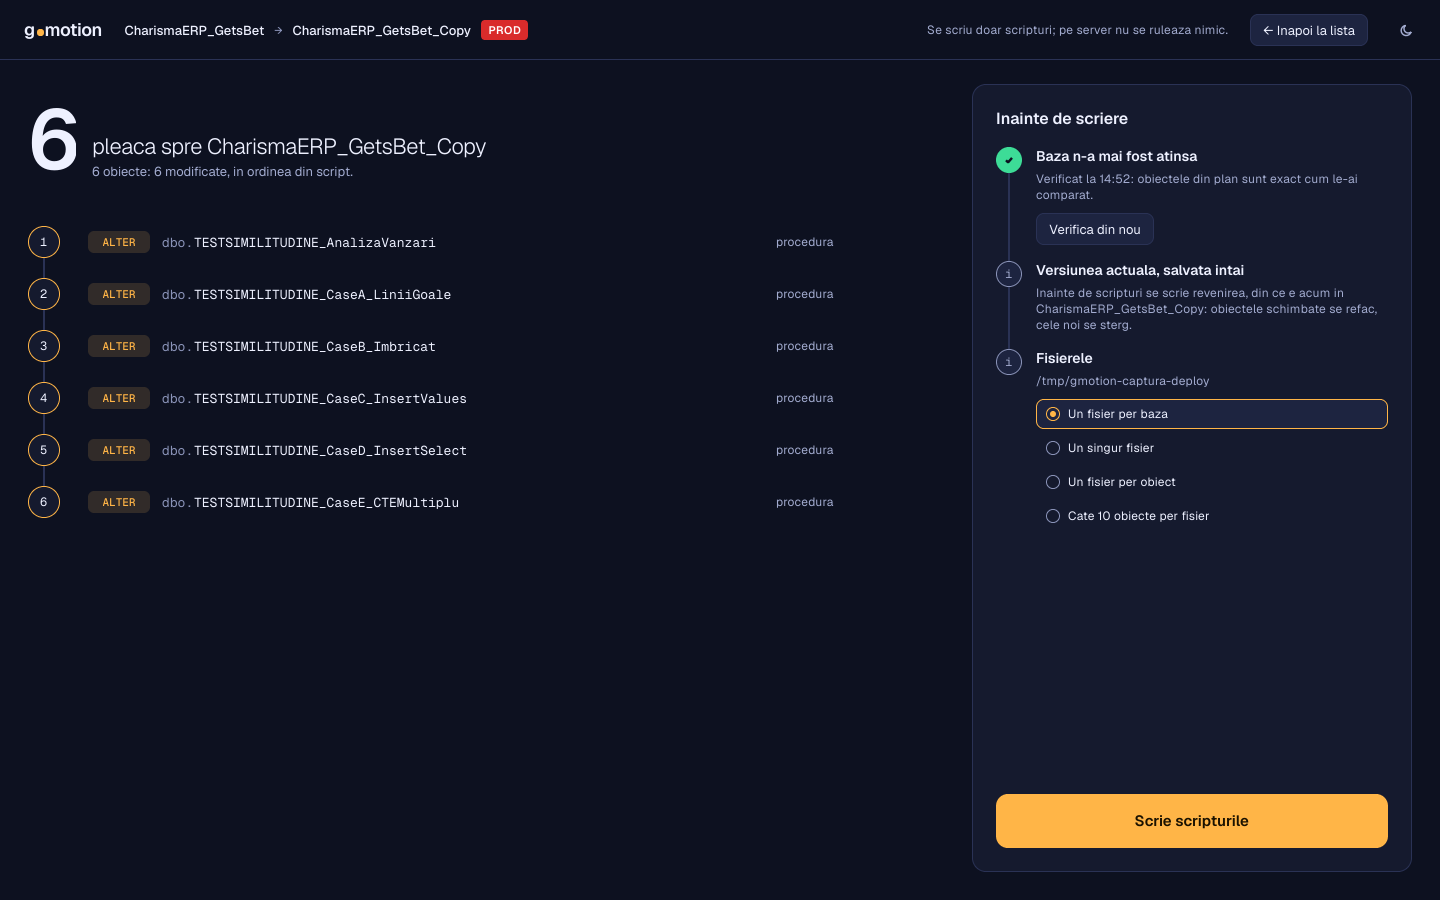 gmotion CharismaERP_GetsBet → CharismaERP_GetsBet_Copy PROD
Se scriu doar scripturi; pe server nu se ruleaza nimic.
← Inapoi la lista
6 pleaca spre CharismaERP_GetsBet_Copy
6 obiecte: 6 modificate, in ordinea din script.
1 ALTER dbo.TESTSIMILITUDINE_AnalizaVanzari procedura
2 ALTER dbo.TESTSIMILITUDINE_CaseA_LiniiGoale procedura
3 ALTER dbo.TESTSIMILITUDINE_CaseB_Imbricat procedura
4 ALTER dbo.TESTSIMILITUDINE_CaseC_InsertValues procedura
5 ALTER dbo.TESTSIMILITUDINE_CaseD_InsertSelect procedura
6 ALTER dbo.TESTSIMILITUDINE_CaseE_CTEMultiplu procedura
Inainte de scriere
Baza n-a mai fost atinsa
Verificat la 14:52: obiectele din plan sunt exact cum le-ai
comparat.
Verifica din nou
i Versiunea actuala, salvata intai
Inainte de scripturi se scrie revenirea, din ce e acum in
CharismaERP_GetsBet_Copy: obiectele schimbate se refac,
cele noi se sterg.
i Fisierele
/tmp/gmotion-captura-deploy
Un fisier per baza
Un singur fisier
Un fisier per obiect
Cate 10 obiecte per fisier
Scrie scripturile